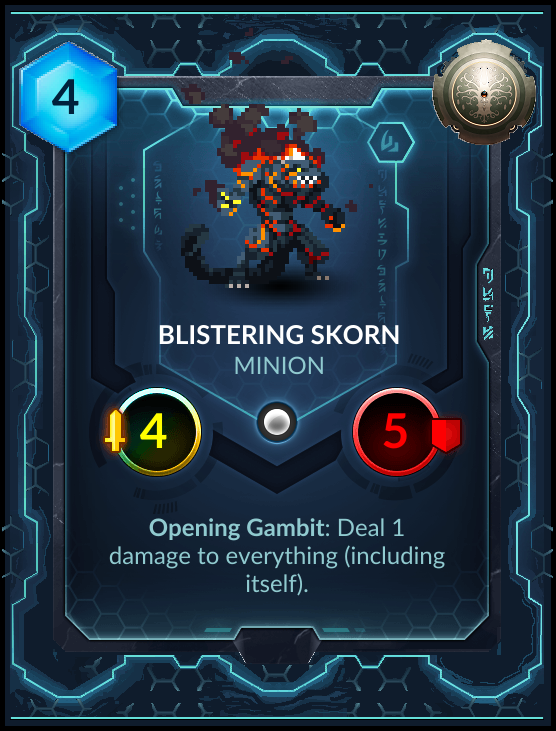 4
BLISTERING SKORN
MINION
4
5
Opening Gambit: Deal 1
damage to everything (including
itself).